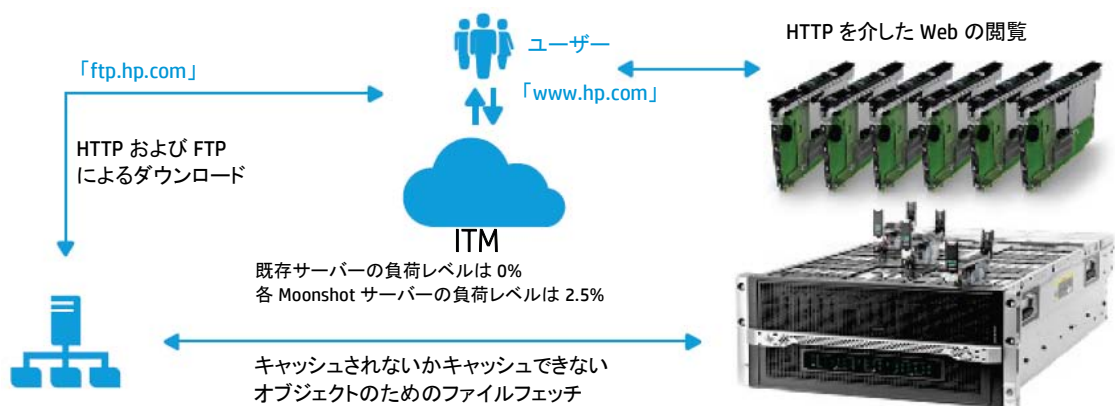 ユーザー
HTTP を介した Web の閲覧
「ftp.hp.com」
「www.hp.com」
HTTP および FTP
によるダウンロード
ITM
既存サーバーの負荷レベルは 0%
各 Moonshot サーバーの負荷レベルは 2.5%
キャッシュされないかキャッシュできない
オブジェクトのためのファイルフェッチ